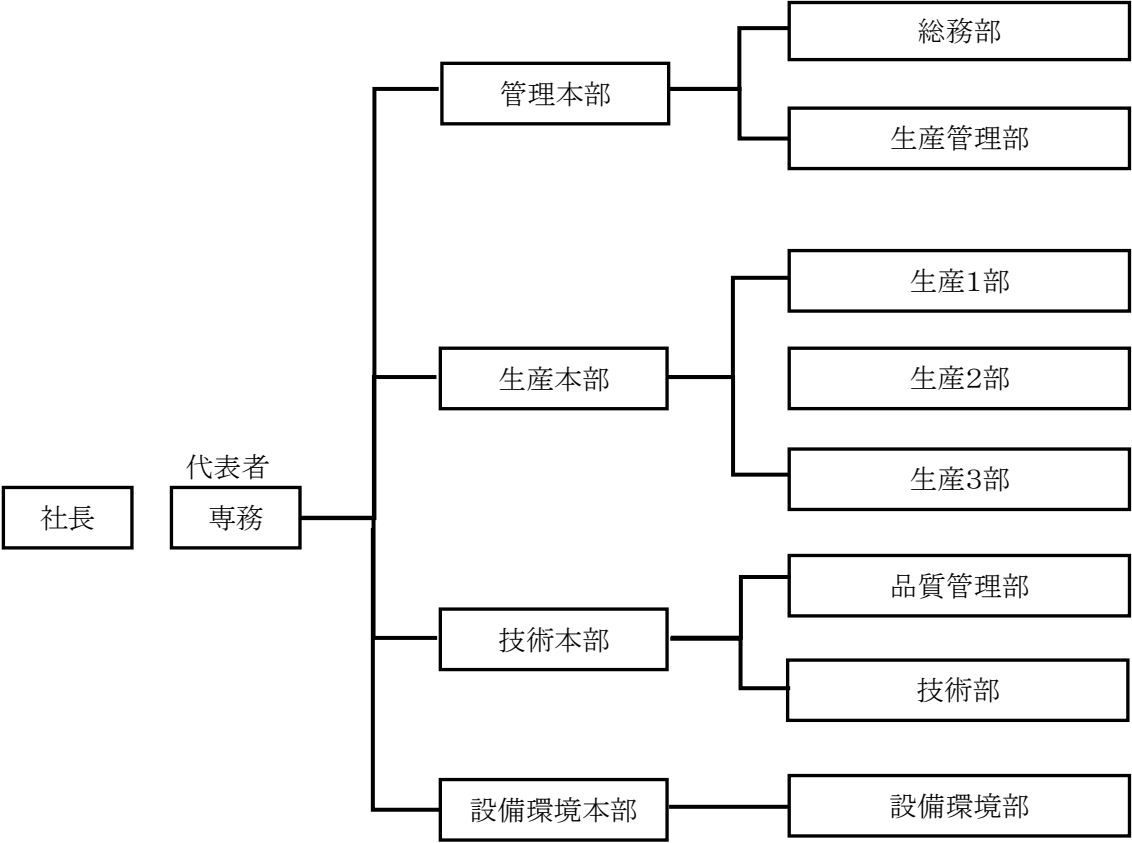 総務部
管理本部
生産管理部
生産1部
生産本部
生産2部
代表者
生産3部
社長
専務
品質管理部
技術本部
技術部
設備環境本部
設備環境部